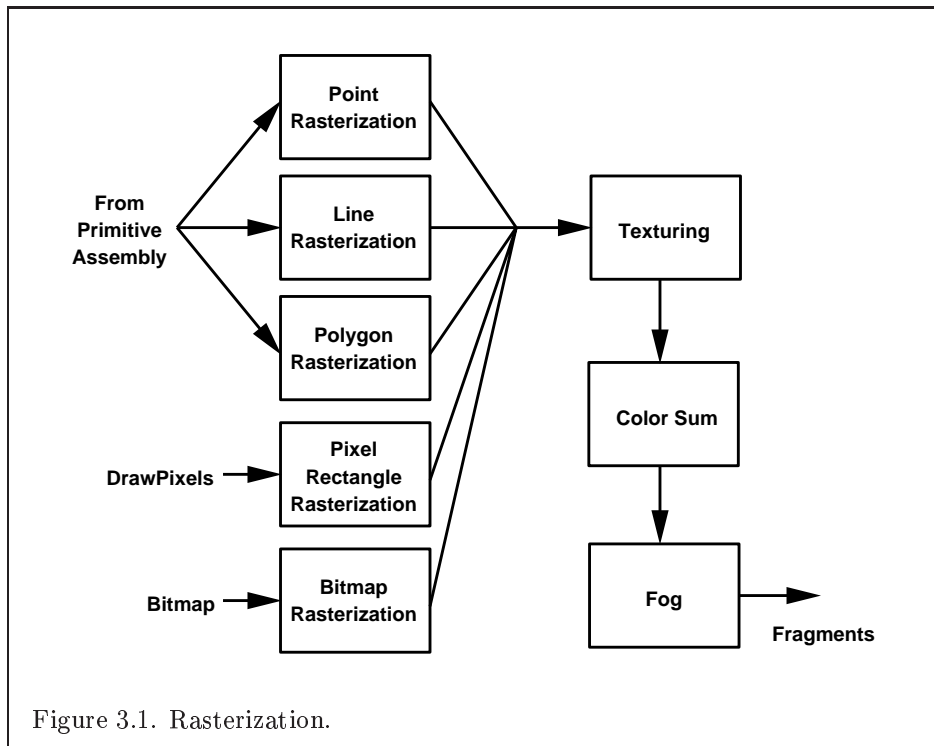 Point
Rasterization
From
Primitive
Assembly
Line
Rasterization
Texturing
Polygon
Rasterization
Color Sum
DrawPixels
Pixel
Rectangle
Rasterization
Bitmap
Bitmap
Rasterization
Fog
Fragments
Figure 3.1. Rasterization.